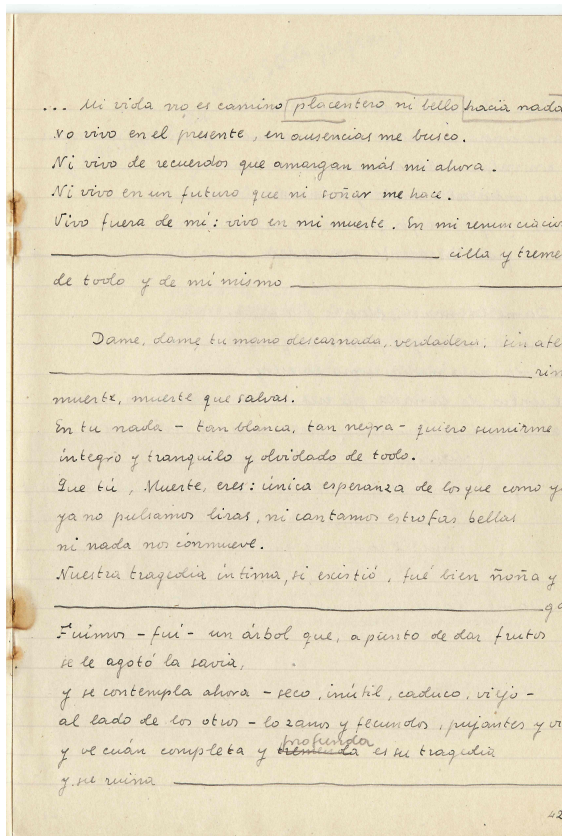 ... Mi vida no es camino placentero ni bello hacia nada
No vivo en el presente, en ausencias me busco.
Ni vivo de recuerdos que amargan más mi ahora.
Ni vivo en un futuro que ni soñar me hace.
Vivo fuera de mí: vivo en mi muerte. En mi renunciació
cilla y treme
de todo y de mí mismo
Dame, dame tu mano descarnada, verdadera; sin ate
rin
muerte, muerte que salvas.
En tu nada - tan blanca, tan negra - quiero sumirme
íntegro y tranquilo y olvidado de todo.
Que tú, Muerte, eres: única esperanza de los que como y
ya no pulsamos liras, ni cantamos estrofas bellas
ni nada nos cónmueve.
Nuestra tragedia íntima, si existió, fué bien ñoña y
Fuimos - fuí - un árbol que, a punto de dar frutos
se le agotó la savia,
y se contempla ahora - seco, inútil, caduco, viejo -
al lado de los otros - lozanos y fecundos, pujantes y vi
profunda
y ve cuán completa y tremenda es su tragedia
y su ruina
42